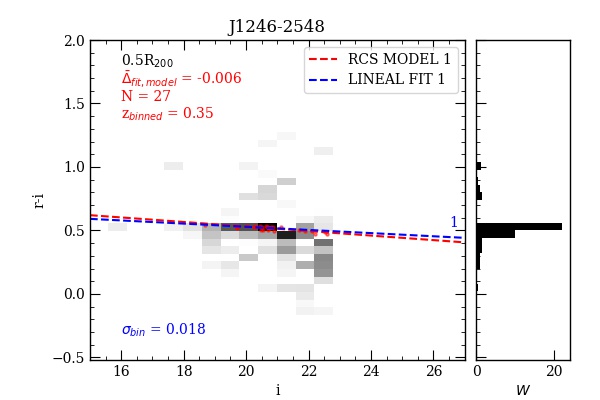 J1246-2548
0.5R200
Δ̄fit,model = -0.006
N = 27
zbinned = 0.35
RCS MODEL 1
LINEAL FIT 1
1
σbin = 0.018
2.0
1.5
1.0
0.5
0.0
−0.5
r-i
16 18 20 22 24 26
i
0 20
W